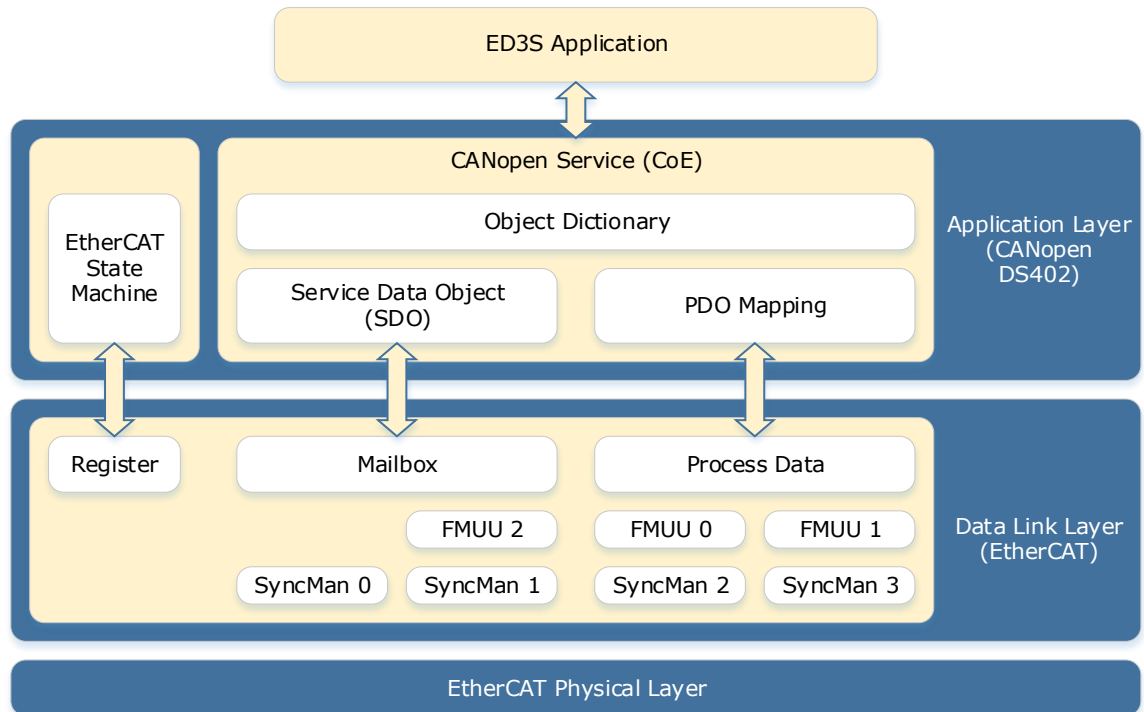 ED3S Application
CANopen Service (CoE)
Object Dictionary
EtherCAT
State
Machine
Service Data Object
(SDO)
PDO Mapping
Application Layer
(CANopen
DS402)
Register
Mailbox
Process Data
FMUU 2
FMUU 0
FMUU 1
SyncMan 0
SyncMan 1
SyncMan 2
SyncMan 3
Data Link Layer
(EtherCAT)
EtherCAT Physical Layer